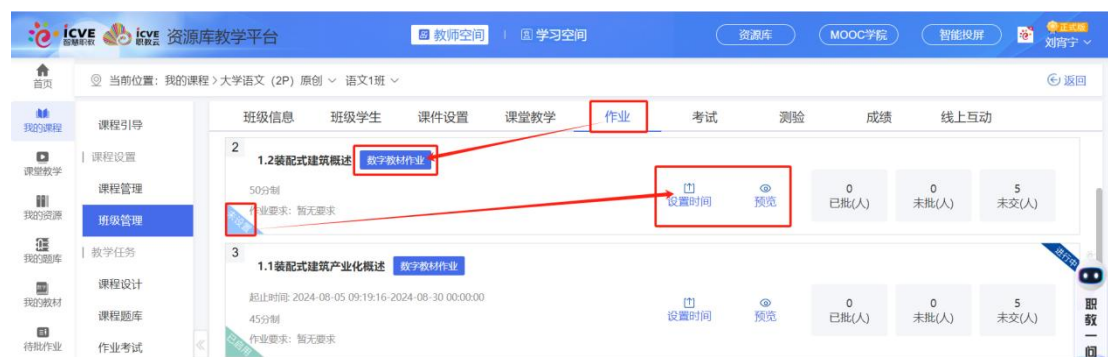 icve 智慧职教 icve 职教云 资源库教学平台 教师空间 学习空间 资源库 MOOC学院 智能投屏 正式版 刘宵宁
首页 当前位置：我的课程 > 大学语文（2P）原创 语文1班 返回
我的课程 课程引导 班级信息 班级学生 课件设置 课堂教学 作业 考试 测验 成绩 线上互动
课堂教学 课程设置 2 1.2装配式建筑概述 数字教材作业
我的资源 课程管理 50分制 设置时间 预览 0 已批(人) 0 未批(人) 5 未交(人)
班级管理 作业要求：暂无要求
未设置
我的题库 教学任务 3 1.1装配式建筑产业化概述 数字教材作业 进行中
我的教材 课程设计 起止时间: 2024-08-05 09:19:16-2024-08-30 00:00:00
课程题库 45分制 设置时间 预览 0 已批(人) 0 未批(人) 5 未交(人)
待批作业 作业考试 作业要求：暂无要求
职教一问